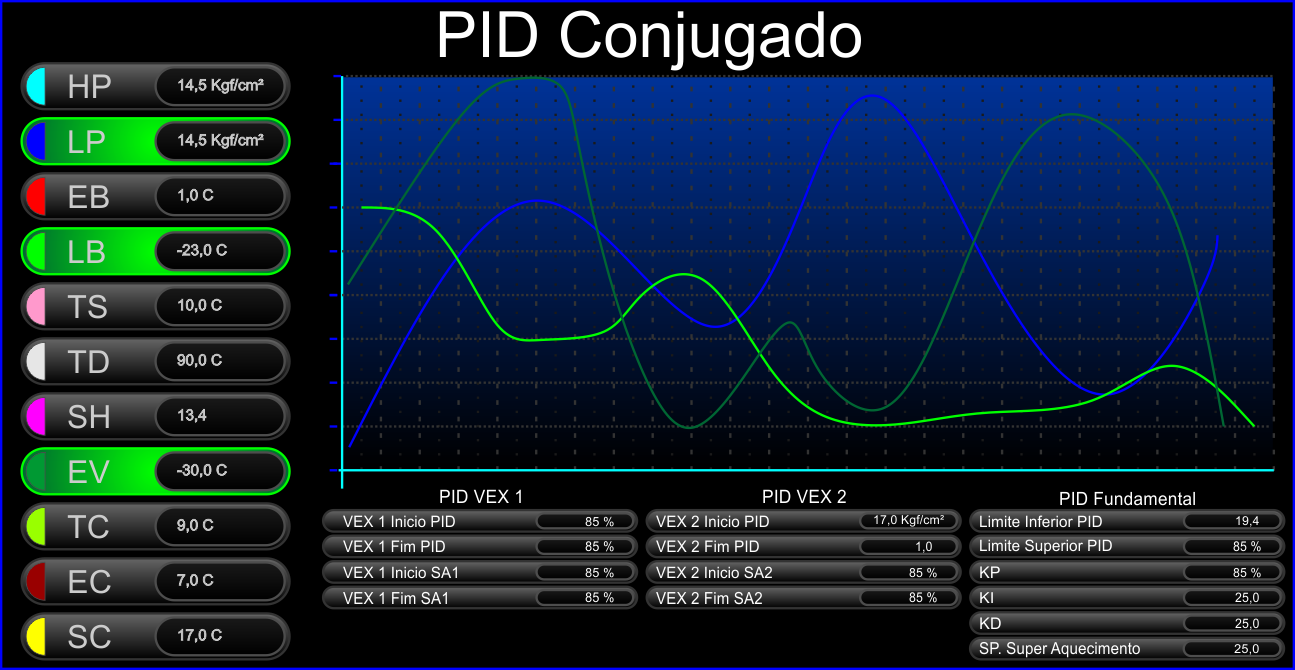 PID Conjugado
HP 14,5 Kgf/cm²
LP 14,5 Kgf/cm²
EB 1,0 C
LB -23,0 C
TS 10,0 C
TD 90,0 C
SH 13,4
EV -30,0 C
TC 9,0 C
EC 7,0 C
SC 17,0 C
PID VEX 1
VEX 1 Inicio PID 85 %
VEX 1 Fim PID 85 %
VEX 1 Inicio SA1 85 %
VEX 1 Fim SA1 85 %
PID VEX 2
VEX 2 Inicio PID 17,0 Kgf/cm²
VEX 2 Fim PID 1,0
VEX 2 Inicio SA2 85 %
VEX 2 Fim SA2 85 %
PID Fundamental
Limite Inferior PID 19,4
Limite Superior PID 85 %
KP 85 %
KI 25,0
KD 25,0
SP. Super Aquecimento 25,0